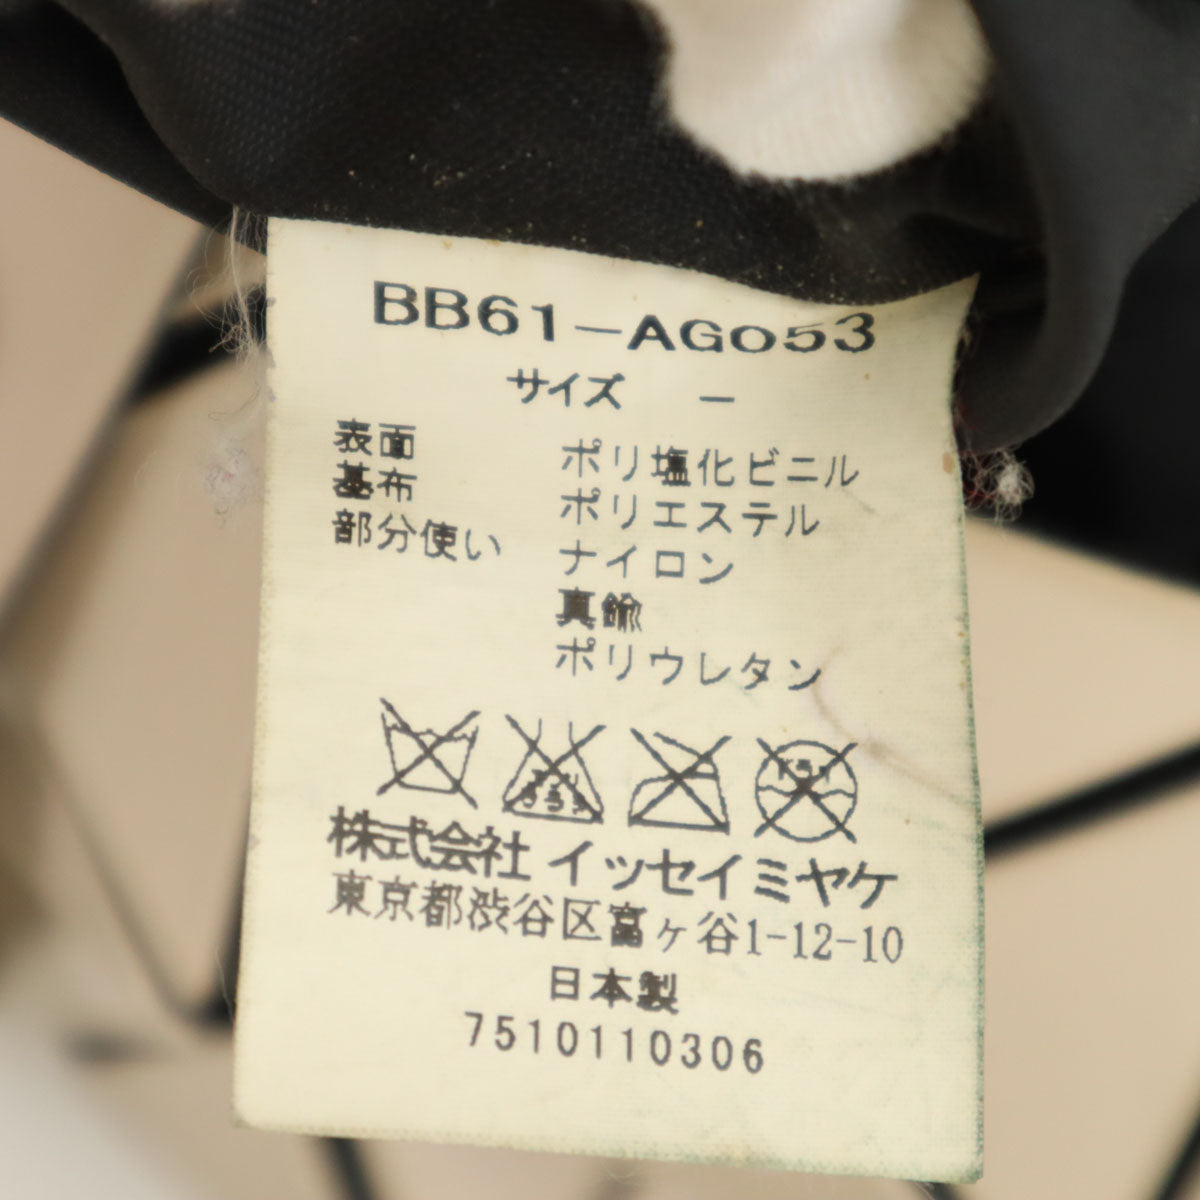 BB61-AG053
サイズ -
表面 ポリ塩化ビニル
基布 ポリエステル
部分使い ナイロン
真鍮
ポリウレタン
株式会社 イッセイミヤケ
東京都渋谷区富ヶ谷1-12-10
日本製
7510110306